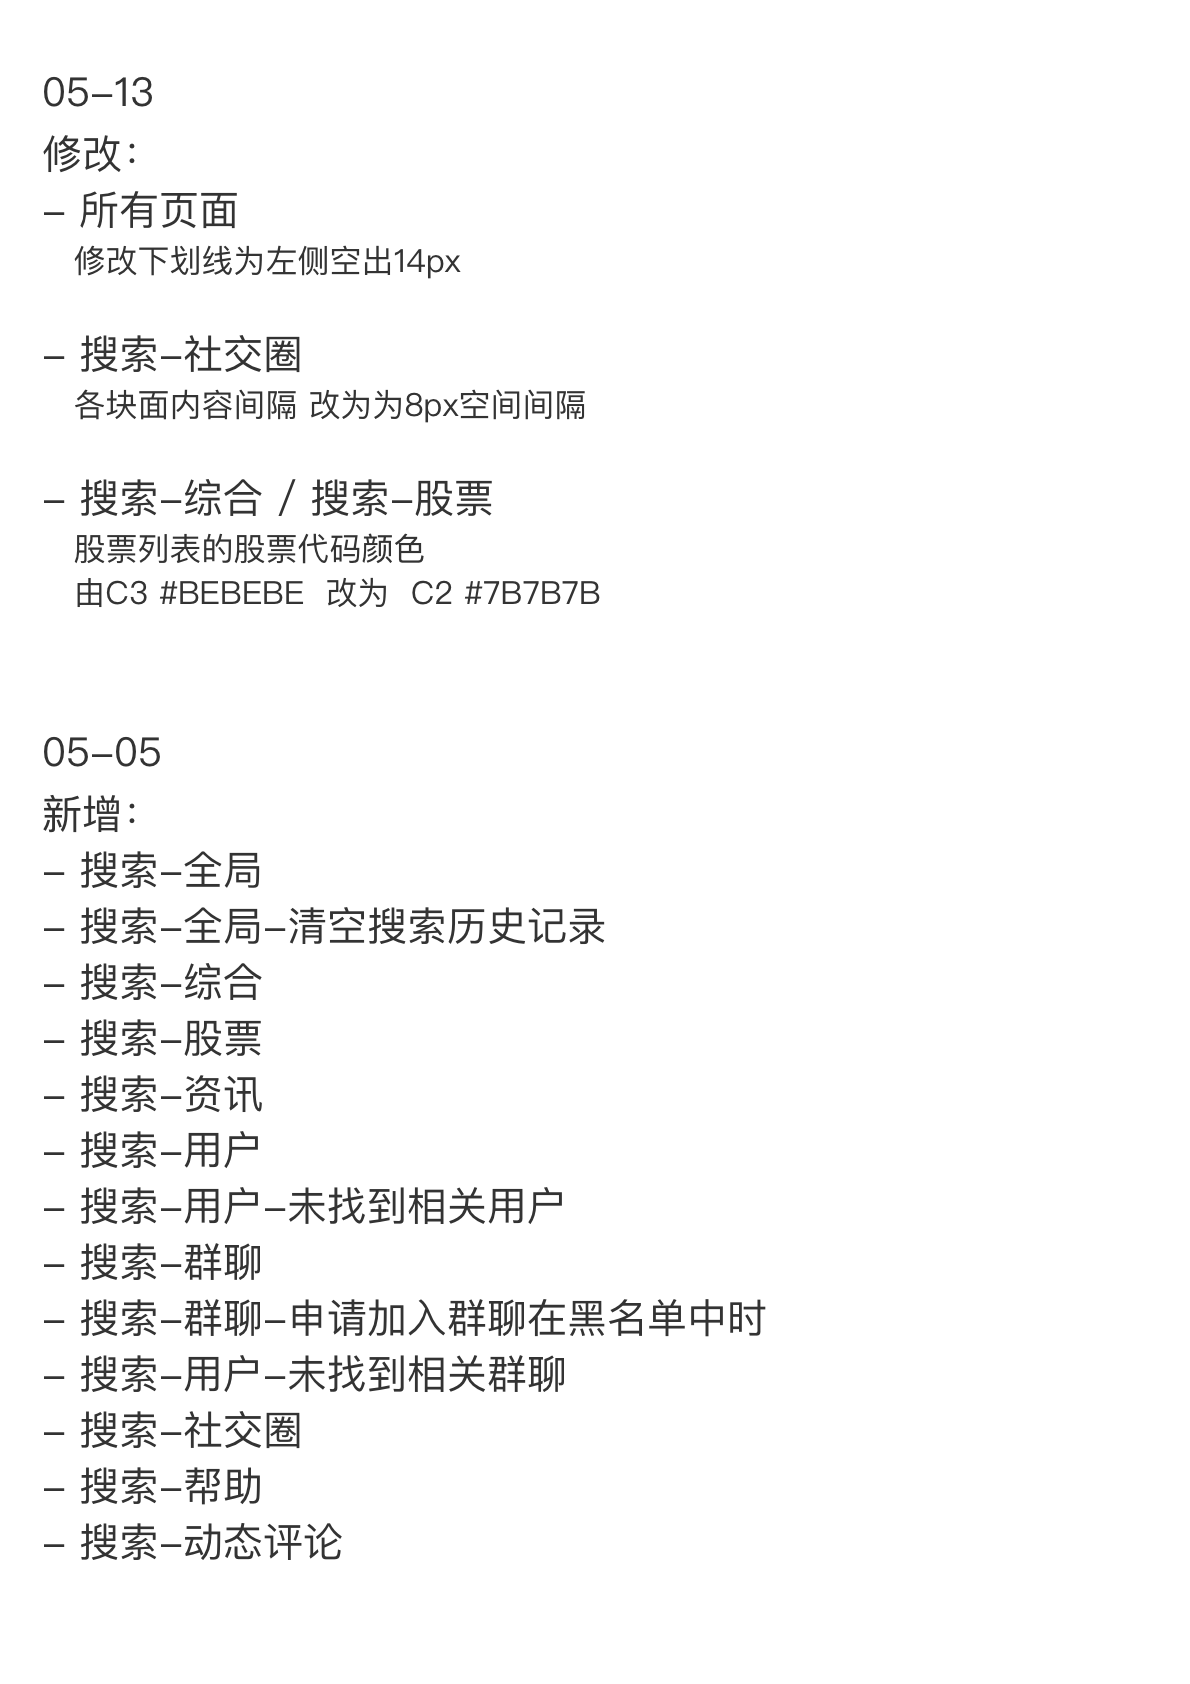 05-13
修改：
- 所有页面
修改下划线为左侧空出14px
- 搜索-社交圈
各块面内容间隔 改为为8px空间间隔
- 搜索-综合 / 搜索-股票
股票列表的股票代码颜色
由C3 #BEBEBE 改为 C2 #7B7B7B
05-05
新增：
- 搜索-全局
- 搜索-全局-清空搜索历史记录
- 搜索-综合
- 搜索-股票
- 搜索-资讯
- 搜索-用户
- 搜索-用户-未找到相关用户
- 搜索-群聊
- 搜索-群聊-申请加入群聊在黑名单中时
- 搜索-用户-未找到相关群聊
- 搜索-社交圈
- 搜索-帮助
- 搜索-动态评论